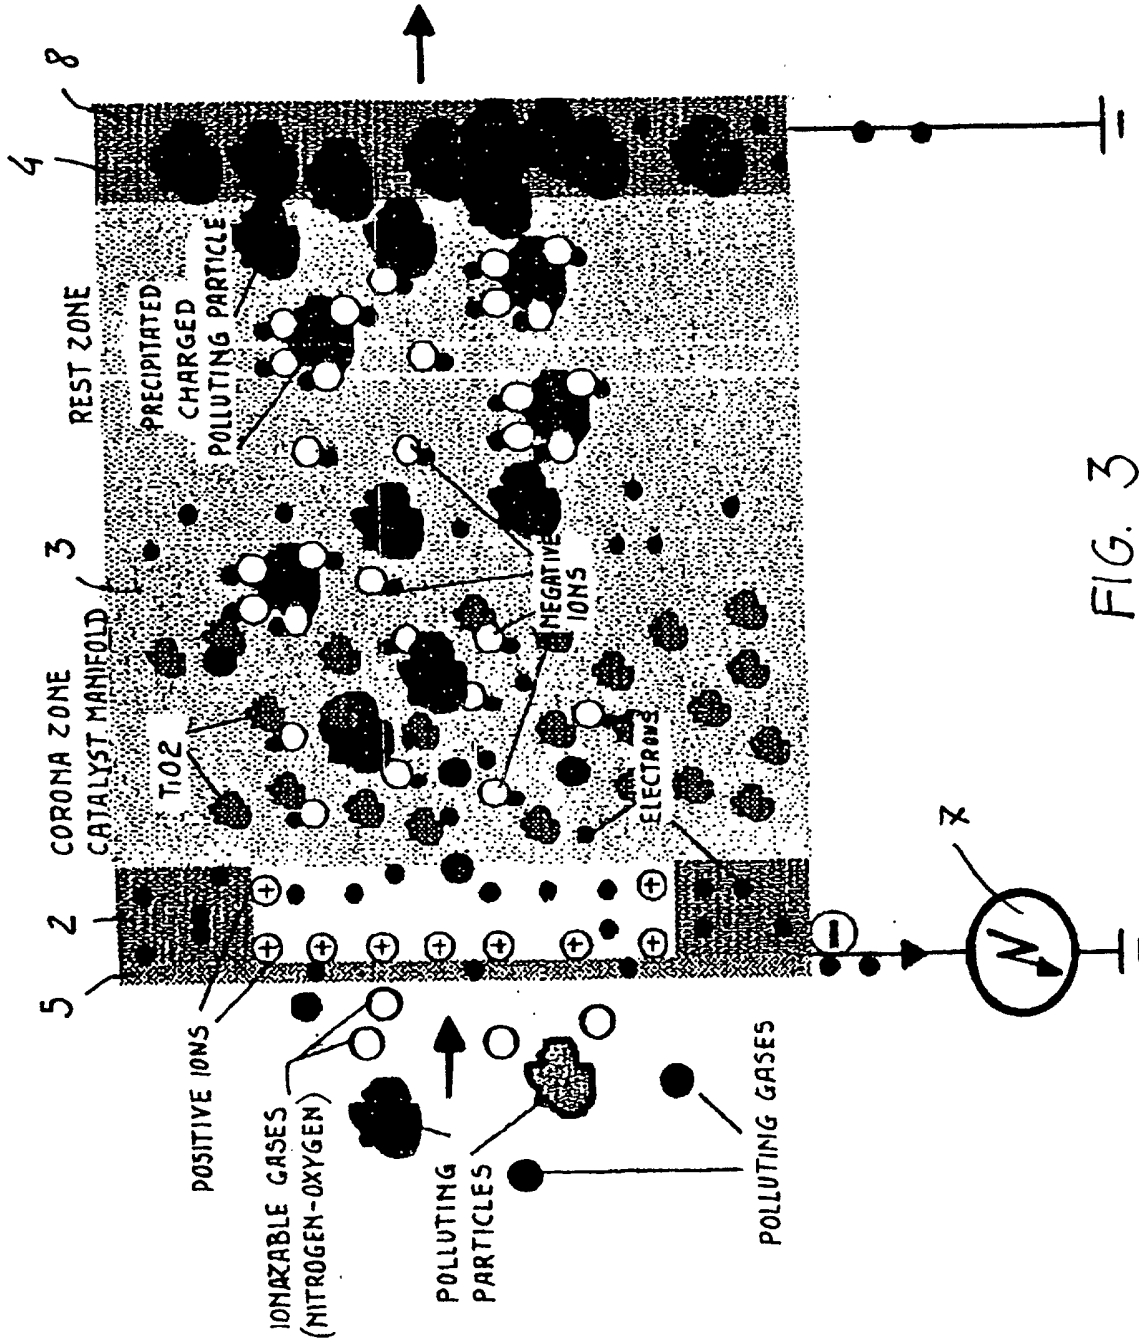 5
2
CORONA ZONE
CATALYST MANIFOLD
3
REST ZONE
4
8
POSITIVE IONS
TiO2
PRECIPITATED
CHARGED
POLLUTING PARTICLE
IONAZABLE GASES
(NITROGEN-OXYGEN)
POLLUTING
PARTICLES
NEGATIVE
IONS
ELECTRONS
POLLUTING GASES
7
FIG. 3